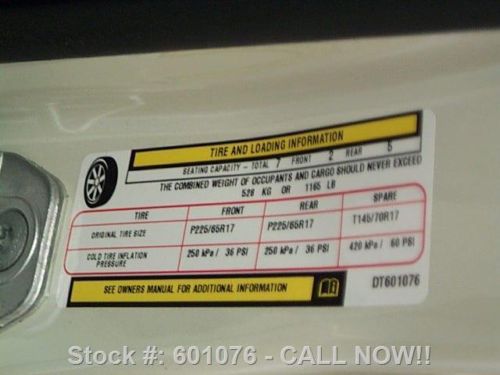 TIRE AND LOADING INFORMATION
SEATING CAPACITY - TOTAL 7 FRONT 2 REAR 5
THE COMBINED WEIGHT OF OCCUPANTS AND CARGO SHOULD NEVER EXCEED
528 KG OR 1165 LB
TIRE FRONT REAR SPARE
ORIGINAL TIRE SIZE P225/65R17 P225/65R17 T145/70R17
COLD TIRE INFLATION PRESSURE 250 kPa / 36 PSI 250 kPa / 36 PSI 420 kPa / 60 PSI
SEE OWNERS MANUAL FOR ADDITIONAL INFORMATION
DT601076
Stock #: 601076 - CALL NOW!!